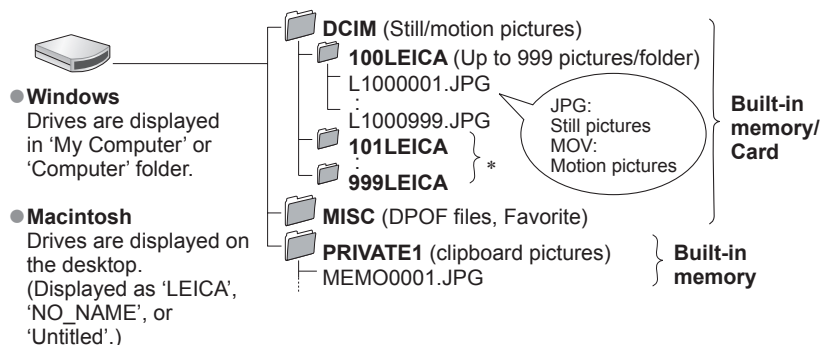 ●Windows
Drives are displayed
in 'My Computer' or
'Computer' folder.
●Macintosh
Drives are displayed on
the desktop.
(Displayed as 'LEICA',
'NO_NAME', or
'Untitled'.)
DCIM (Still/motion pictures)
100LEICA (Up to 999 pictures/folder)
L1000001.JPG
:
L1000999.JPG
101LEICA
:
999LEICA
*
JPG:
Still pictures
MOV:
Motion pictures
MISC (DPOF files, Favorite)
Built-in
memory/
Card
PRIVATE1 (clipboard pictures)
MEMO0001.JPG
Built-in
memory